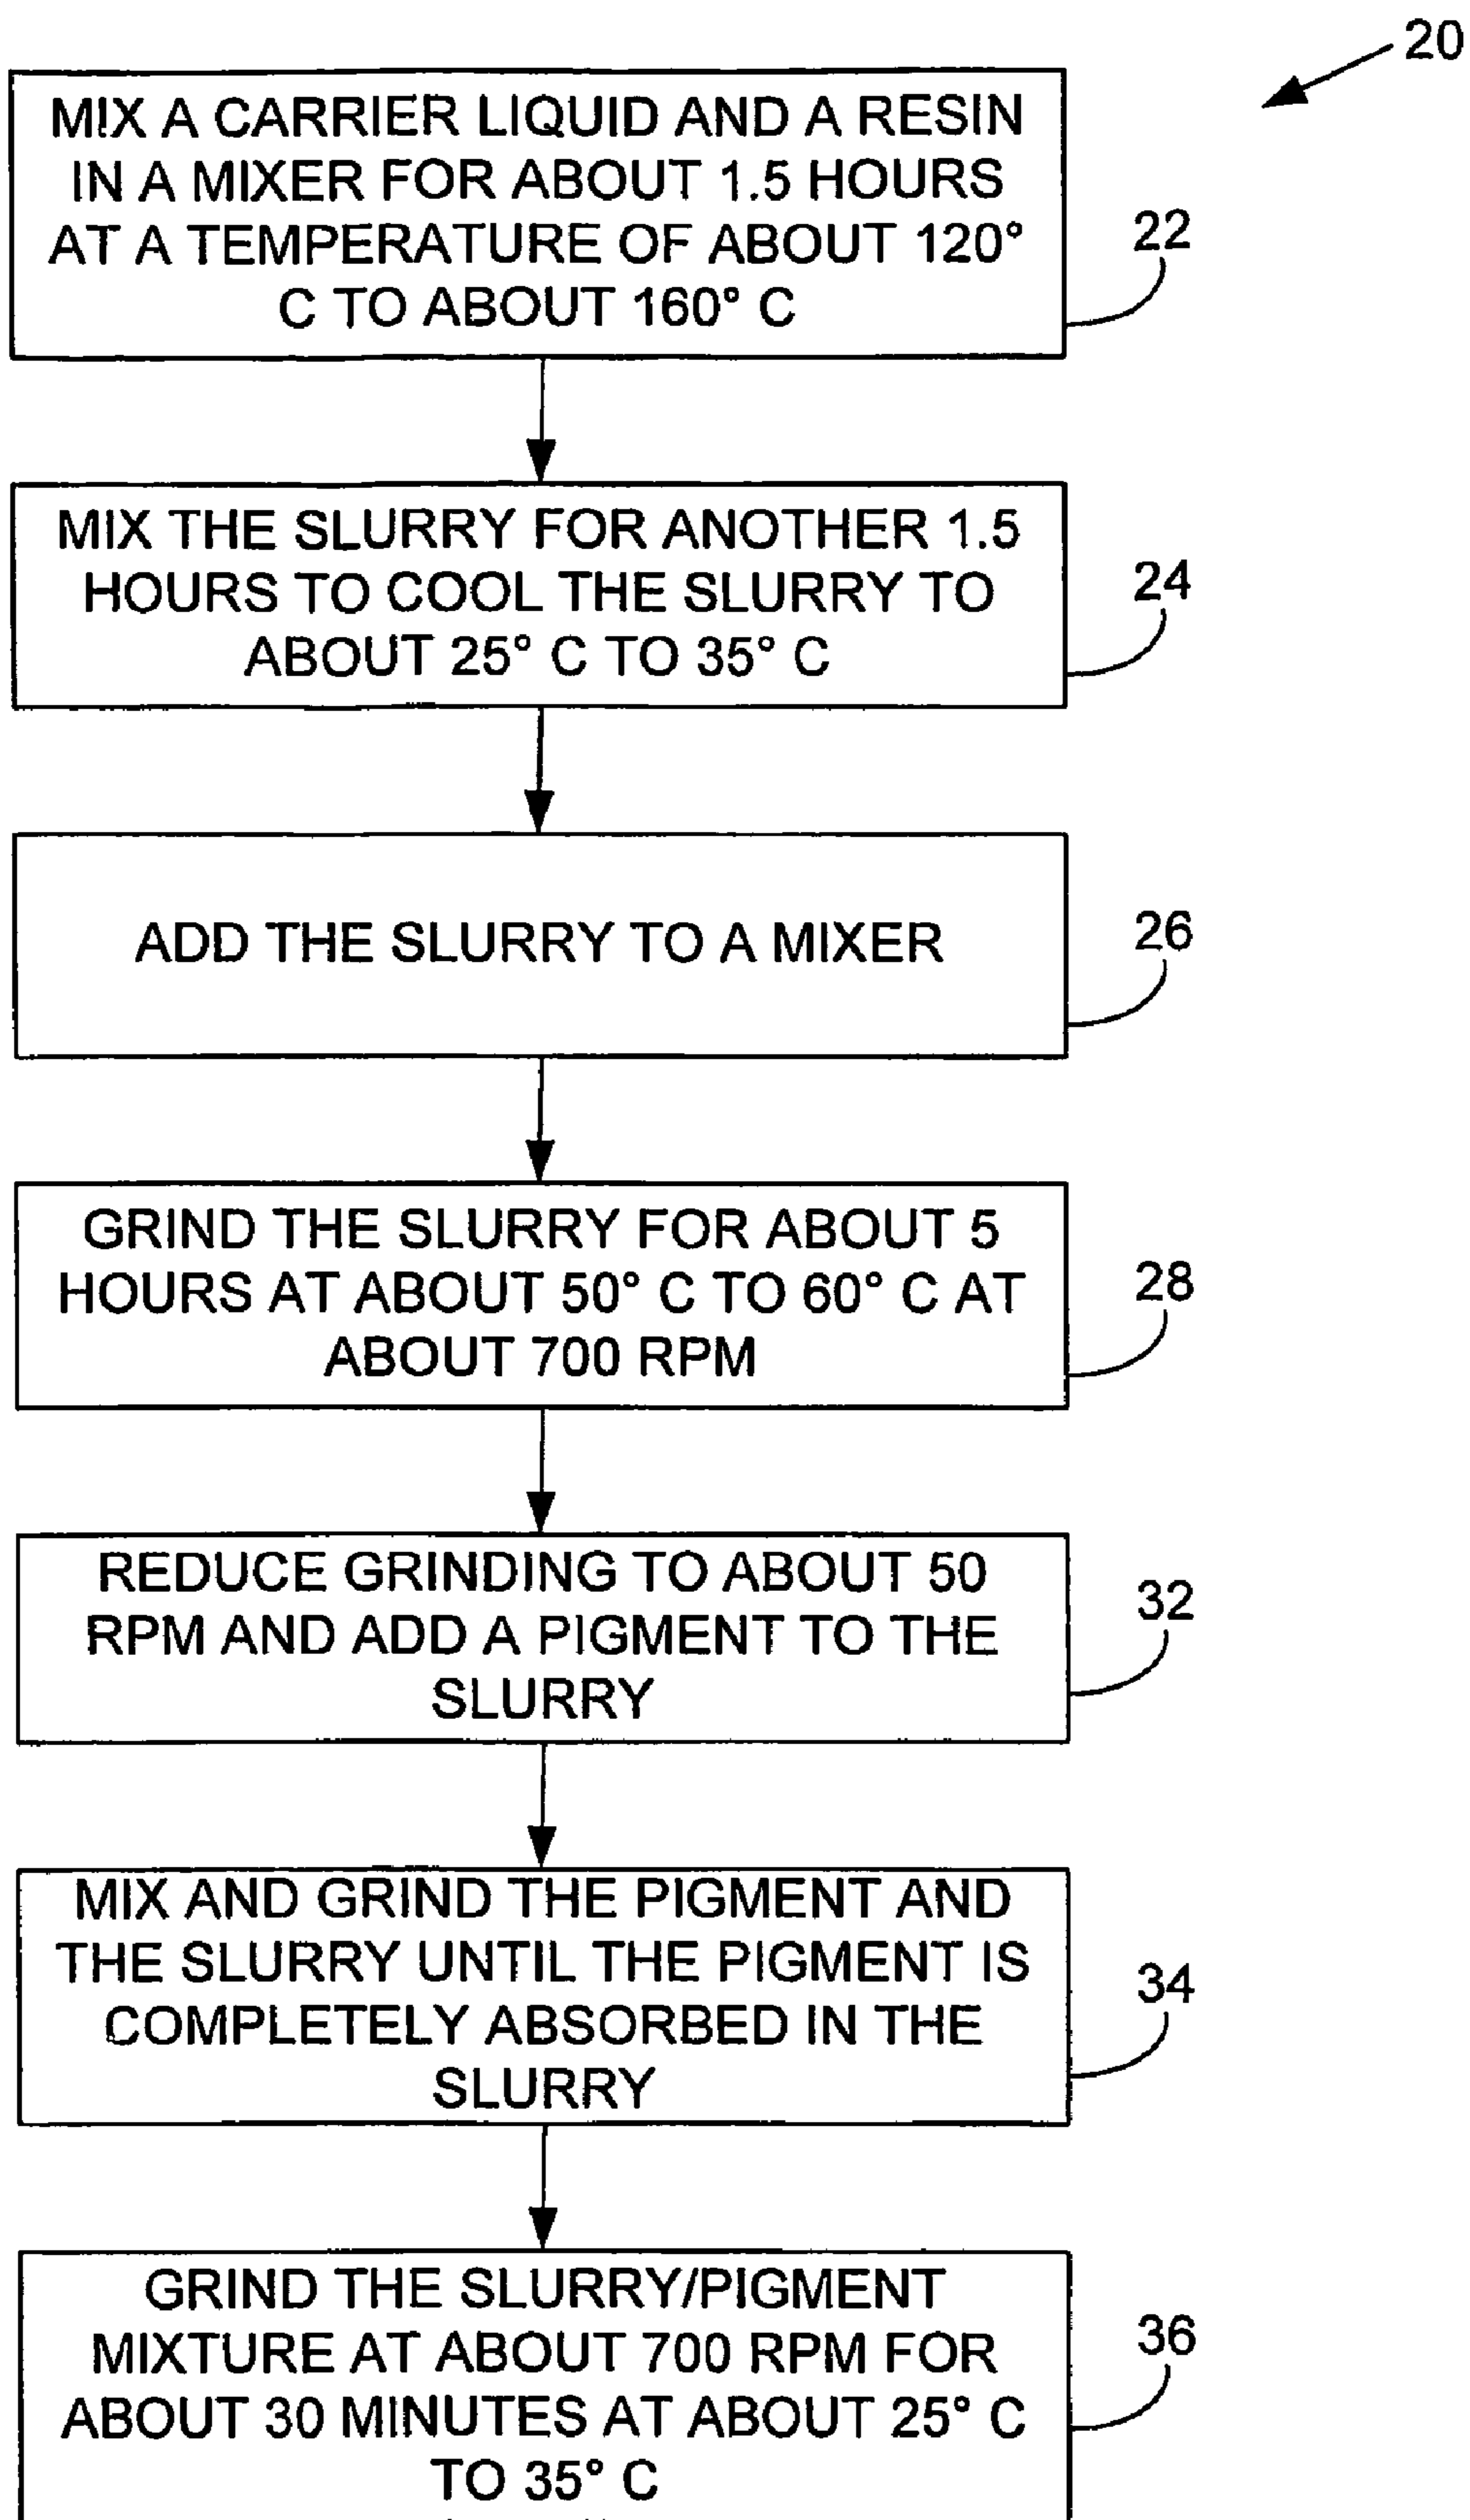 20
M!X A CARRIER LIQUID AND A RESIN
IN A MIXER FOR ABOUT 1.5 HOURS
AT A TEMPERATURE OF ABOUT 120°
C TO ABOUT 160° C
22
MIX THE SLURRY FOR ANOTHER 1.5
HOURS TO COOL THE SLURRY TO
ABOUT 25° C TO 35° C
24
ADD THE SLURRY TO A MIXER
26
GRIND THE SLURRY FOR ABOUT 5
HOURS AT ABOUT 50° C TO 60° C AT
ABOUT 700 RPM
28
REDUCE GRINDING TO ABOUT 50
RPM AND ADD A PIGMENT TO THE
SLURRY
32
MIX AND GRIND THE PIGMENT AND
THE SLURRY UNTIL THE PIGMENT IS
COMPLETELY ABSORBED IN THE
SLURRY
34
GRIND THE SLURRY/PIGMENT
MIXTURE AT ABOUT 700 RPM FOR
ABOUT 30 MINUTES AT ABOUT 25° C
TO 35° C
36